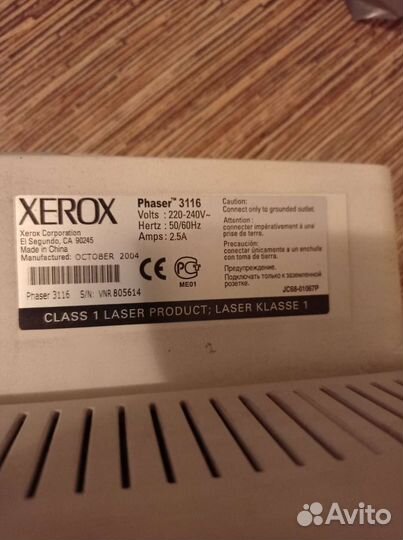 XEROX
Xerox Corporation
El Segundo, CA 90245
Made in China
Manufactured: OCTOBER 2004
Phaser 3116 S/N: VNR 805614
Phaser™ 3116
Volts : 220-240V~
Hertz : 50/60Hz
Amps : 2.5A
CE
PG
ME01
Caution:
Connect only to grounded outlet.
Attention :
connecter impérativement à une
prise de terre.
Precaución:
conectar únicamente a un enchufe
con toma de tierra.
Предупреждение.
Подключать только к заземленной
розетке.
JC68-01067P
CLASS 1 LASER PRODUCT; LASER KLASSE 1
2
Avito